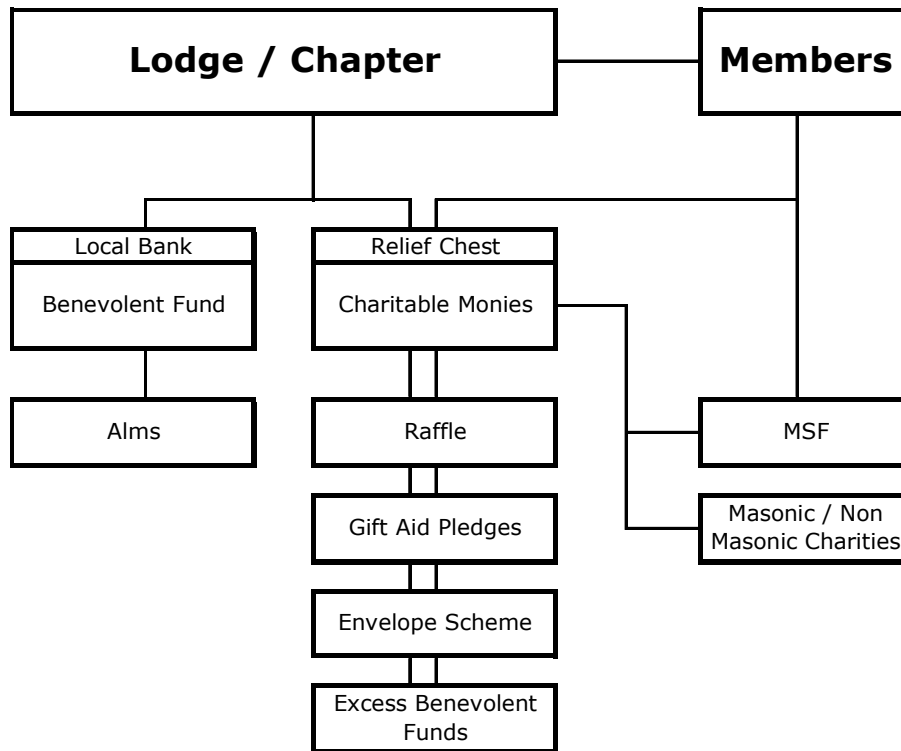 Lodge / Chapter
Members
Local Bank
Benevolent Fund
Relief Chest
Charitable Monies
Alms
Raffle
MSF
Gift Aid Pledges
Masonic / Non
Masonic Charities
Envelope Scheme
Excess Benevolent
Funds